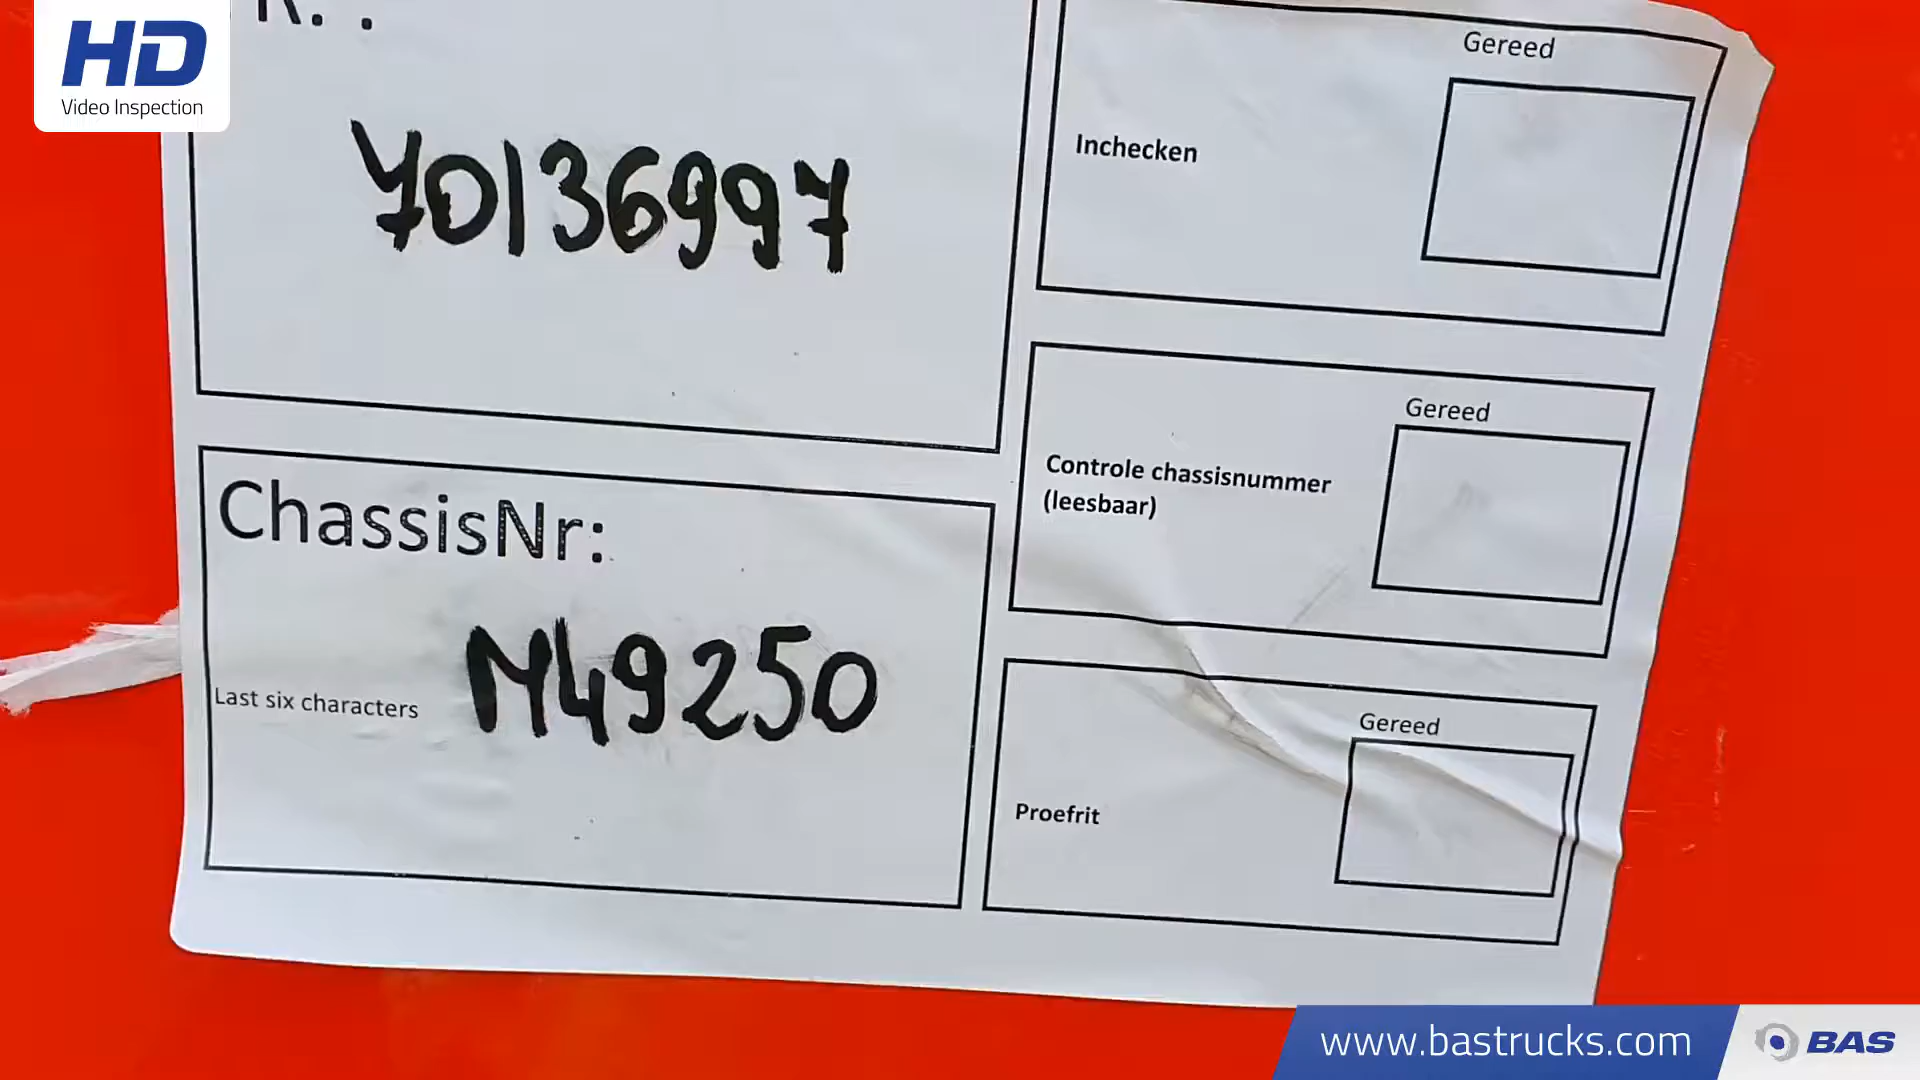 HD
Video Inspection
70136997
ChassisNr:
Last six characters
M49250
Gereed
Inchecken
Gereed
Controle chassisnummer
(leesbaar)
Gereed
Proefrit
www.bastrucks.com
BAS